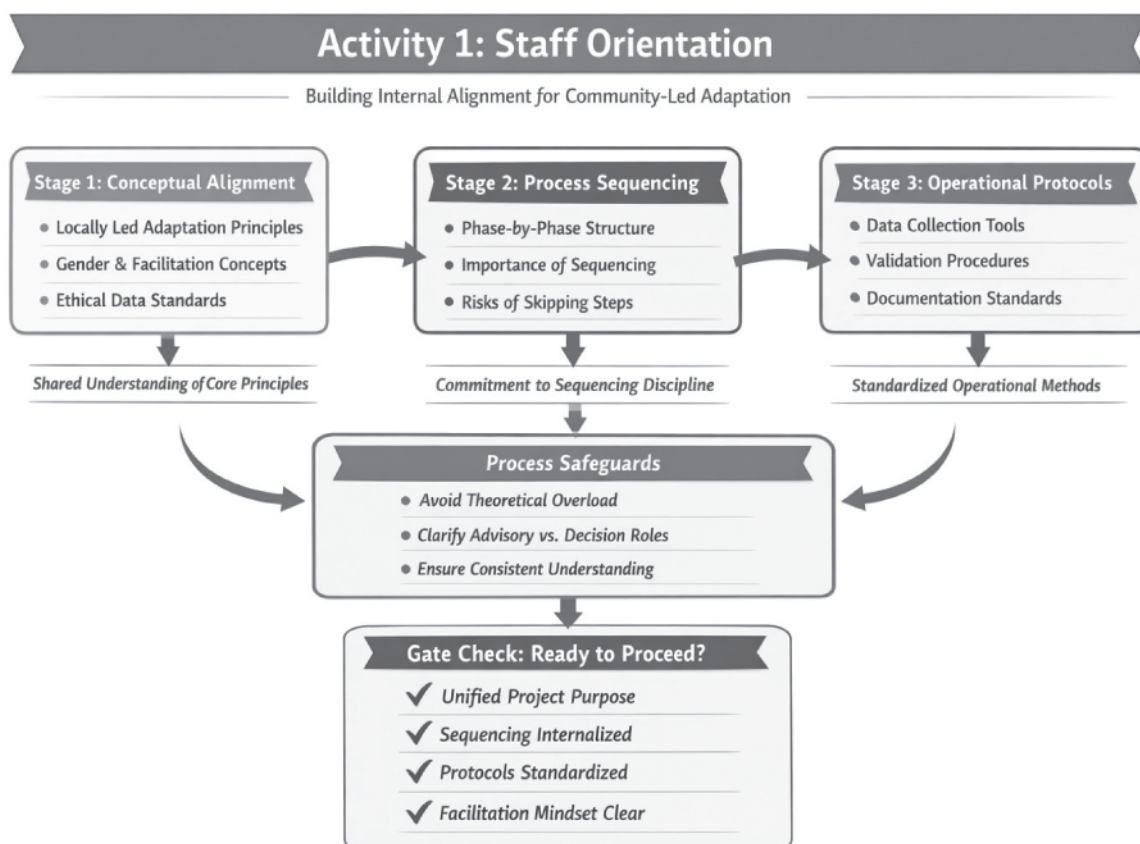 Activity 1: Staff Orientation
Building Internal Alignment for Community-Led Adaptation
Stage 1: Conceptual Alignment
• Locally Led Adaptation Principles
• Gender & Facilitation Concepts
• Ethical Data Standards
Shared Understanding of Core Principles
Stage 2: Process Sequencing
• Phase-by-Phase Structure
• Importance of Sequencing
• Risks of Skipping Steps
Commitment to Sequencing Discipline
Stage 3: Operational Protocols
• Data Collection Tools
• Validation Procedures
• Documentation Standards
Standardized Operational Methods
Process Safeguards
• Avoid Theoretical Overload
• Clarify Advisory vs. Decision Roles
• Ensure Consistent Understanding
Gate Check: Ready to Proceed?
✓ Unified Project Purpose
✓ Sequencing Internalized
✓ Protocols Standardized
✓ Facilitation Mindset Clear